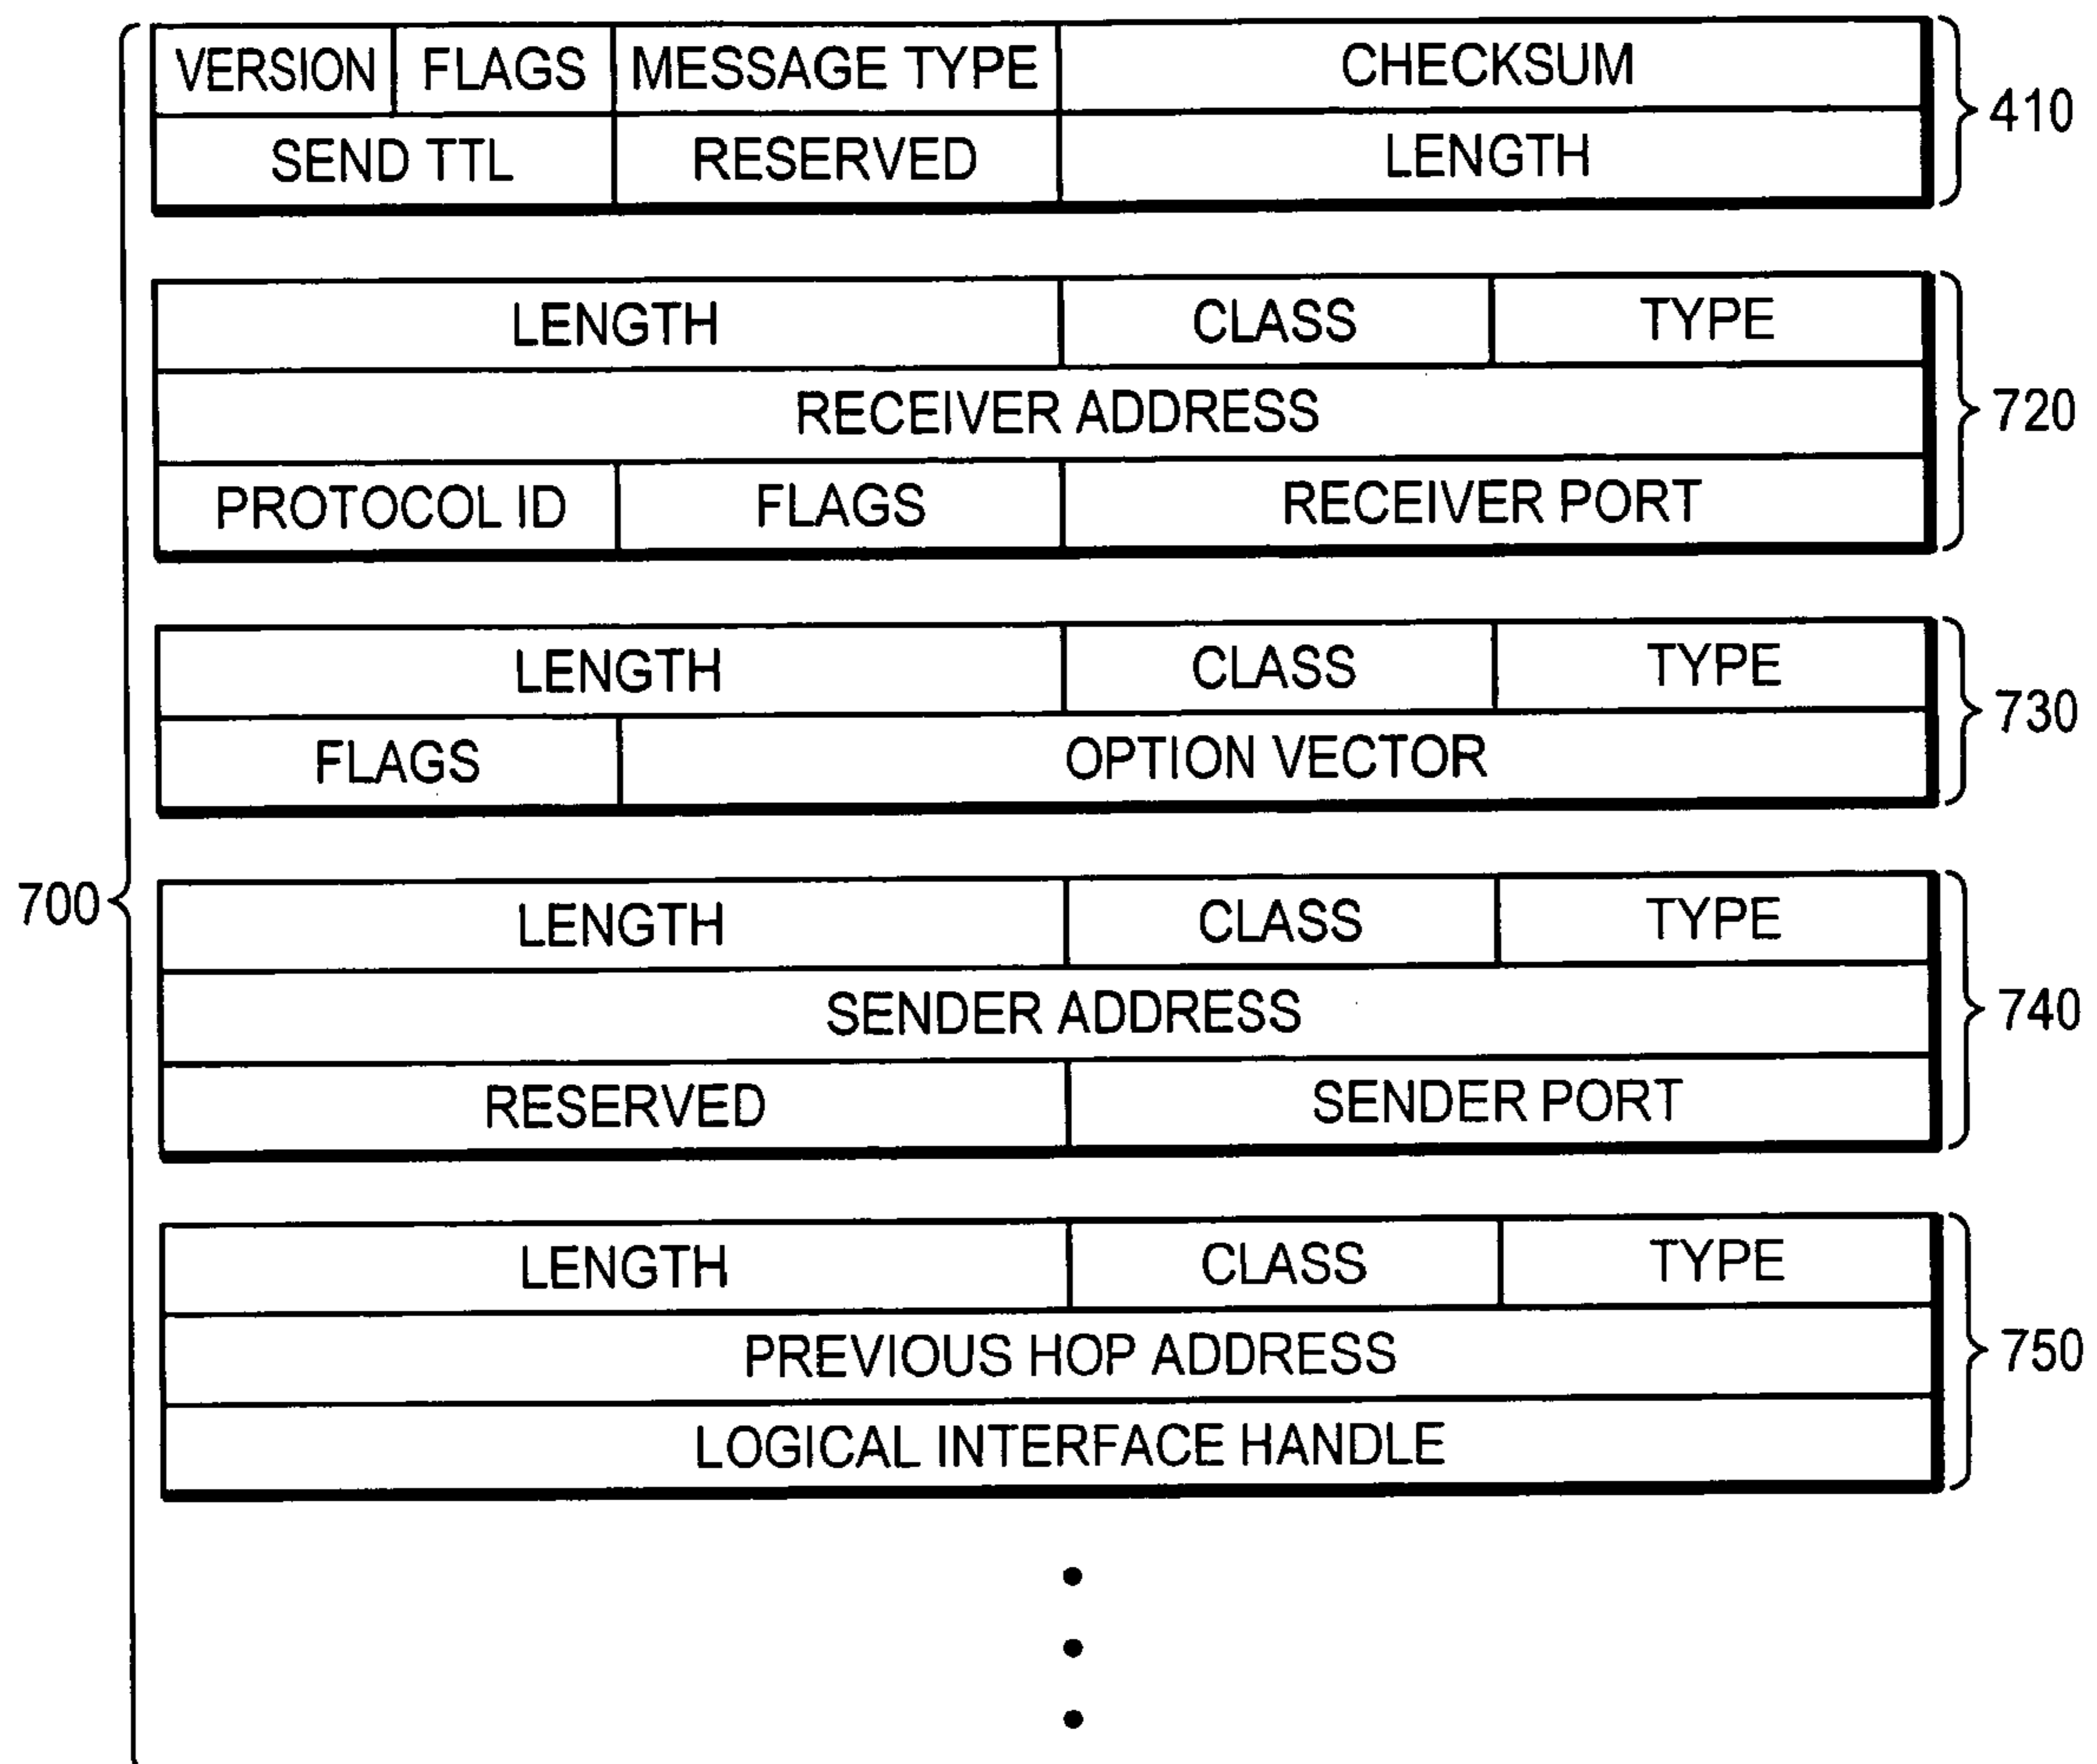 VERSION FLAGS MESSAGE TYPE CHECKSUM
410
SEND TTL RESERVED LENGTH
LENGTH CLASS TYPE
RECEIVER ADDRESS
720
PROTOCOL ID FLAGS RECEIVER PORT
LENGTH CLASS TYPE
730
FLAGS OPTION VECTOR
700
LENGTH CLASS TYPE
SENDER ADDRESS
740
RESERVED SENDER PORT
LENGTH CLASS TYPE
PREVIOUS HOP ADDRESS
750
LOGICAL INTERFACE HANDLE